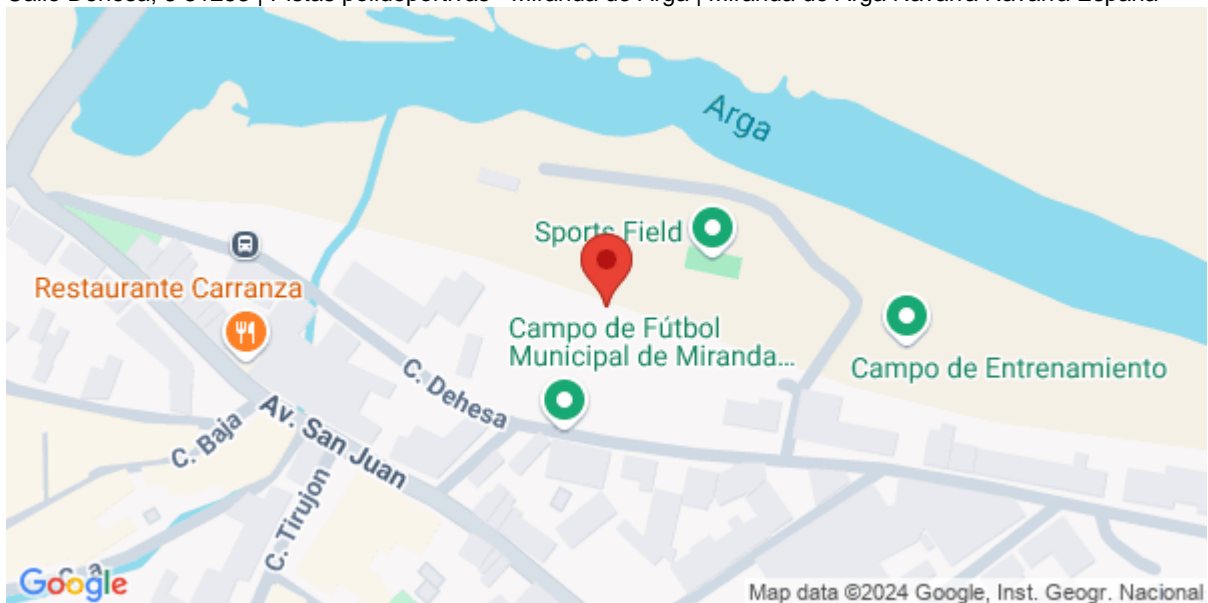 Arga
Sports Field
Restaurante Carranza
Campo de Fútbol
Municipal de Miranda...
Campo de Entrenamiento
C. Dehesa
C. Baja
Av. San Juan
C. Tirujon
Google
Map data ©2024 Google, Inst. Geogr. Nacional